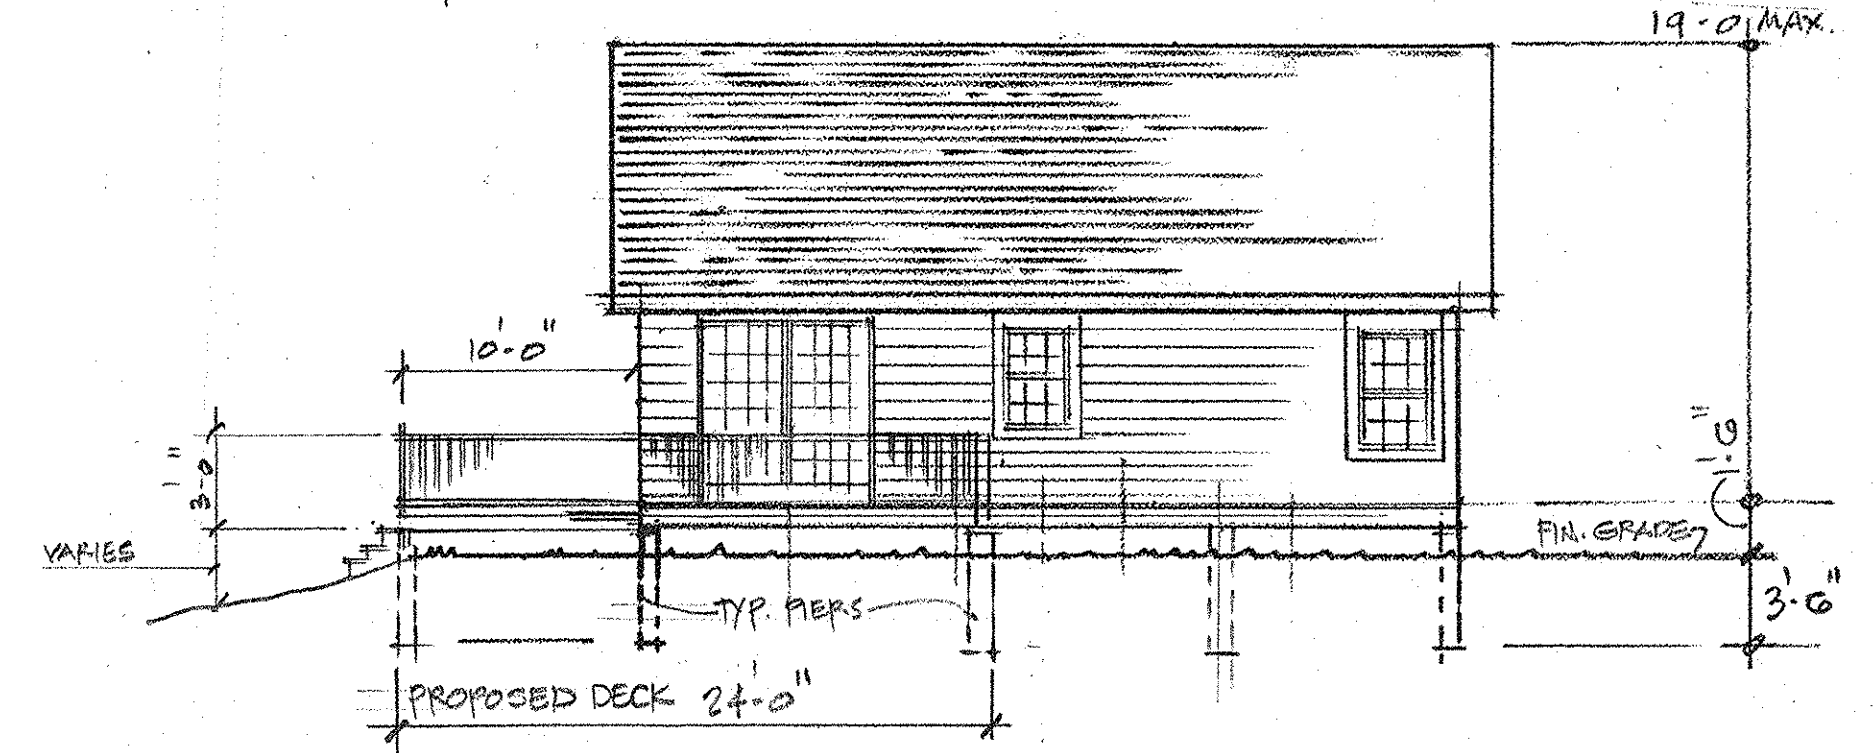 19'-0 MAX.
10'-0"
3'-0"
VARIES
1'-6"
FIN. GRADE
3'-6"
TYP. PIERS
PROPOSED DECK 24'-0"